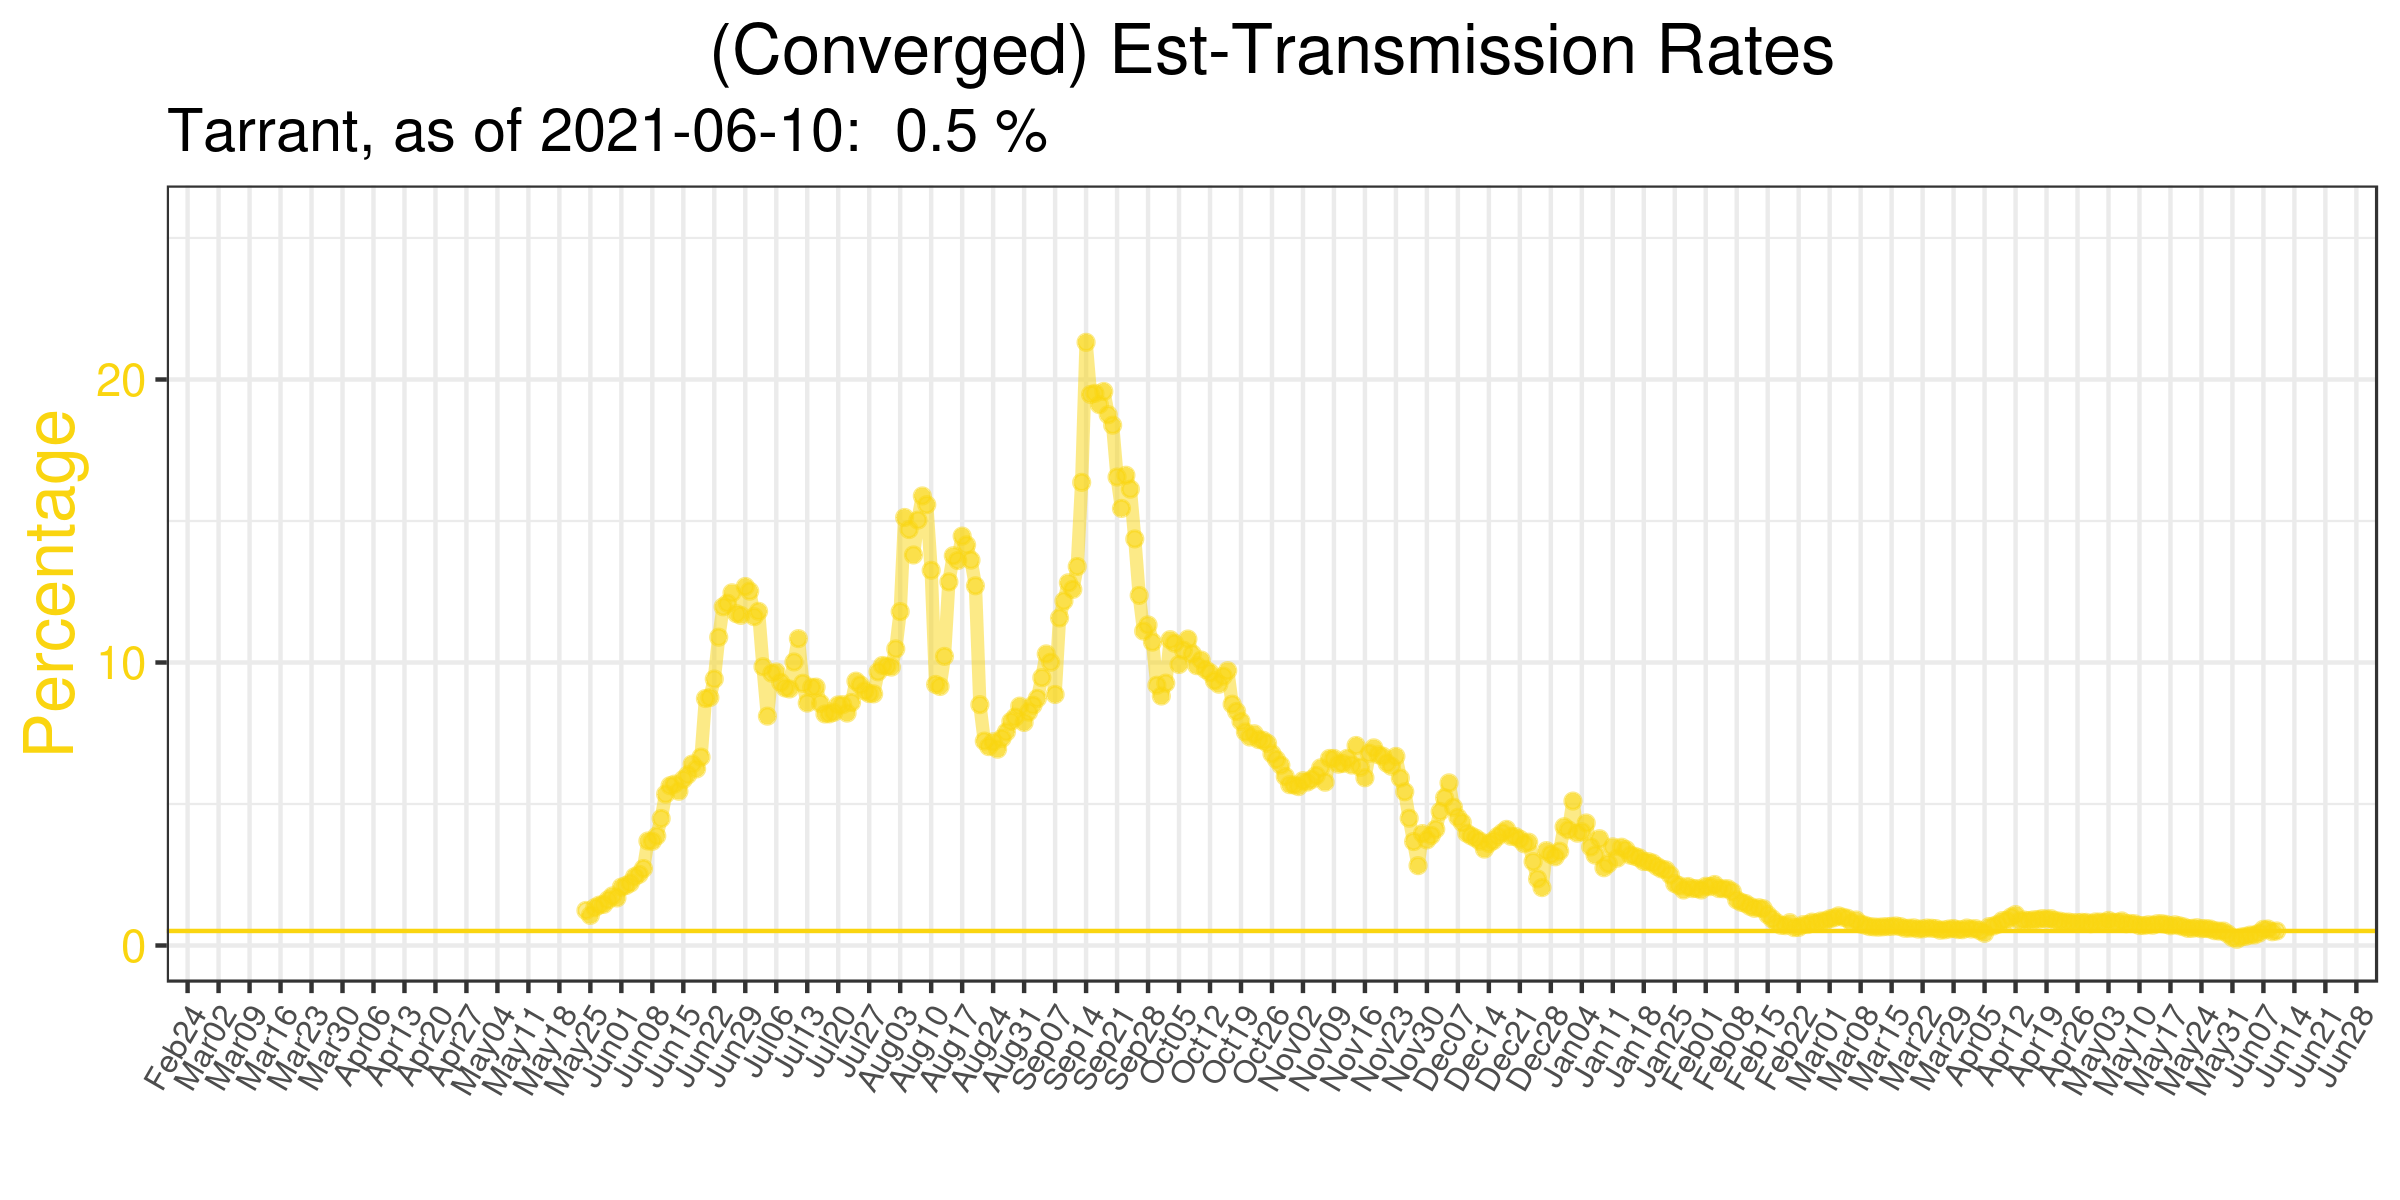 (Converged) Est-Transmission Rates
Tarrant, as of 2021-06-10:  0.5 %
Percentage
20
10
0
Feb24
Mar02
Mar09
Mar16
Mar23
Mar30
Apr06
Apr13
Apr20
Apr27
May04
May11
May18
May25
Jun01
Jun08
Jun15
Jun22
Jun29
Jul06
Jul13
Jul20
Jul27
Aug03
Aug10
Aug17
Aug24
Aug31
Sep07
Sep14
Sep21
Sep28
Oct05
Oct12
Oct19
Oct26
Nov02
Nov09
Nov16
Nov23
Nov30
Dec07
Dec14
Dec21
Dec28
Jan04
Jan11
Jan18
Jan25
Feb01
Feb08
Feb15
Feb22
Mar01
Mar08
Mar15
Mar22
Mar29
Apr05
Apr12
Apr19
Apr26
May03
May10
May17
May24
May31
Jun07
Jun14
Jun21
Jun28